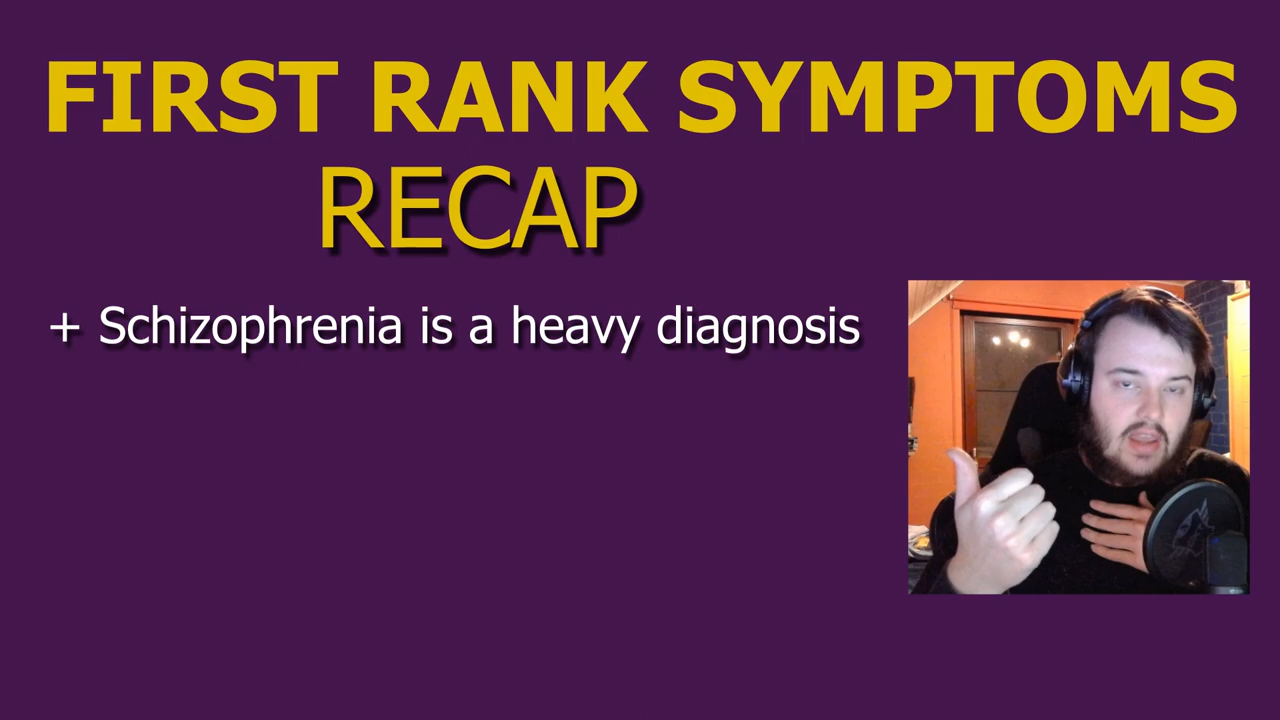 FIRST RANK SYMPTOMS
RECAP
+ Schizophrenia is a heavy diagnosis